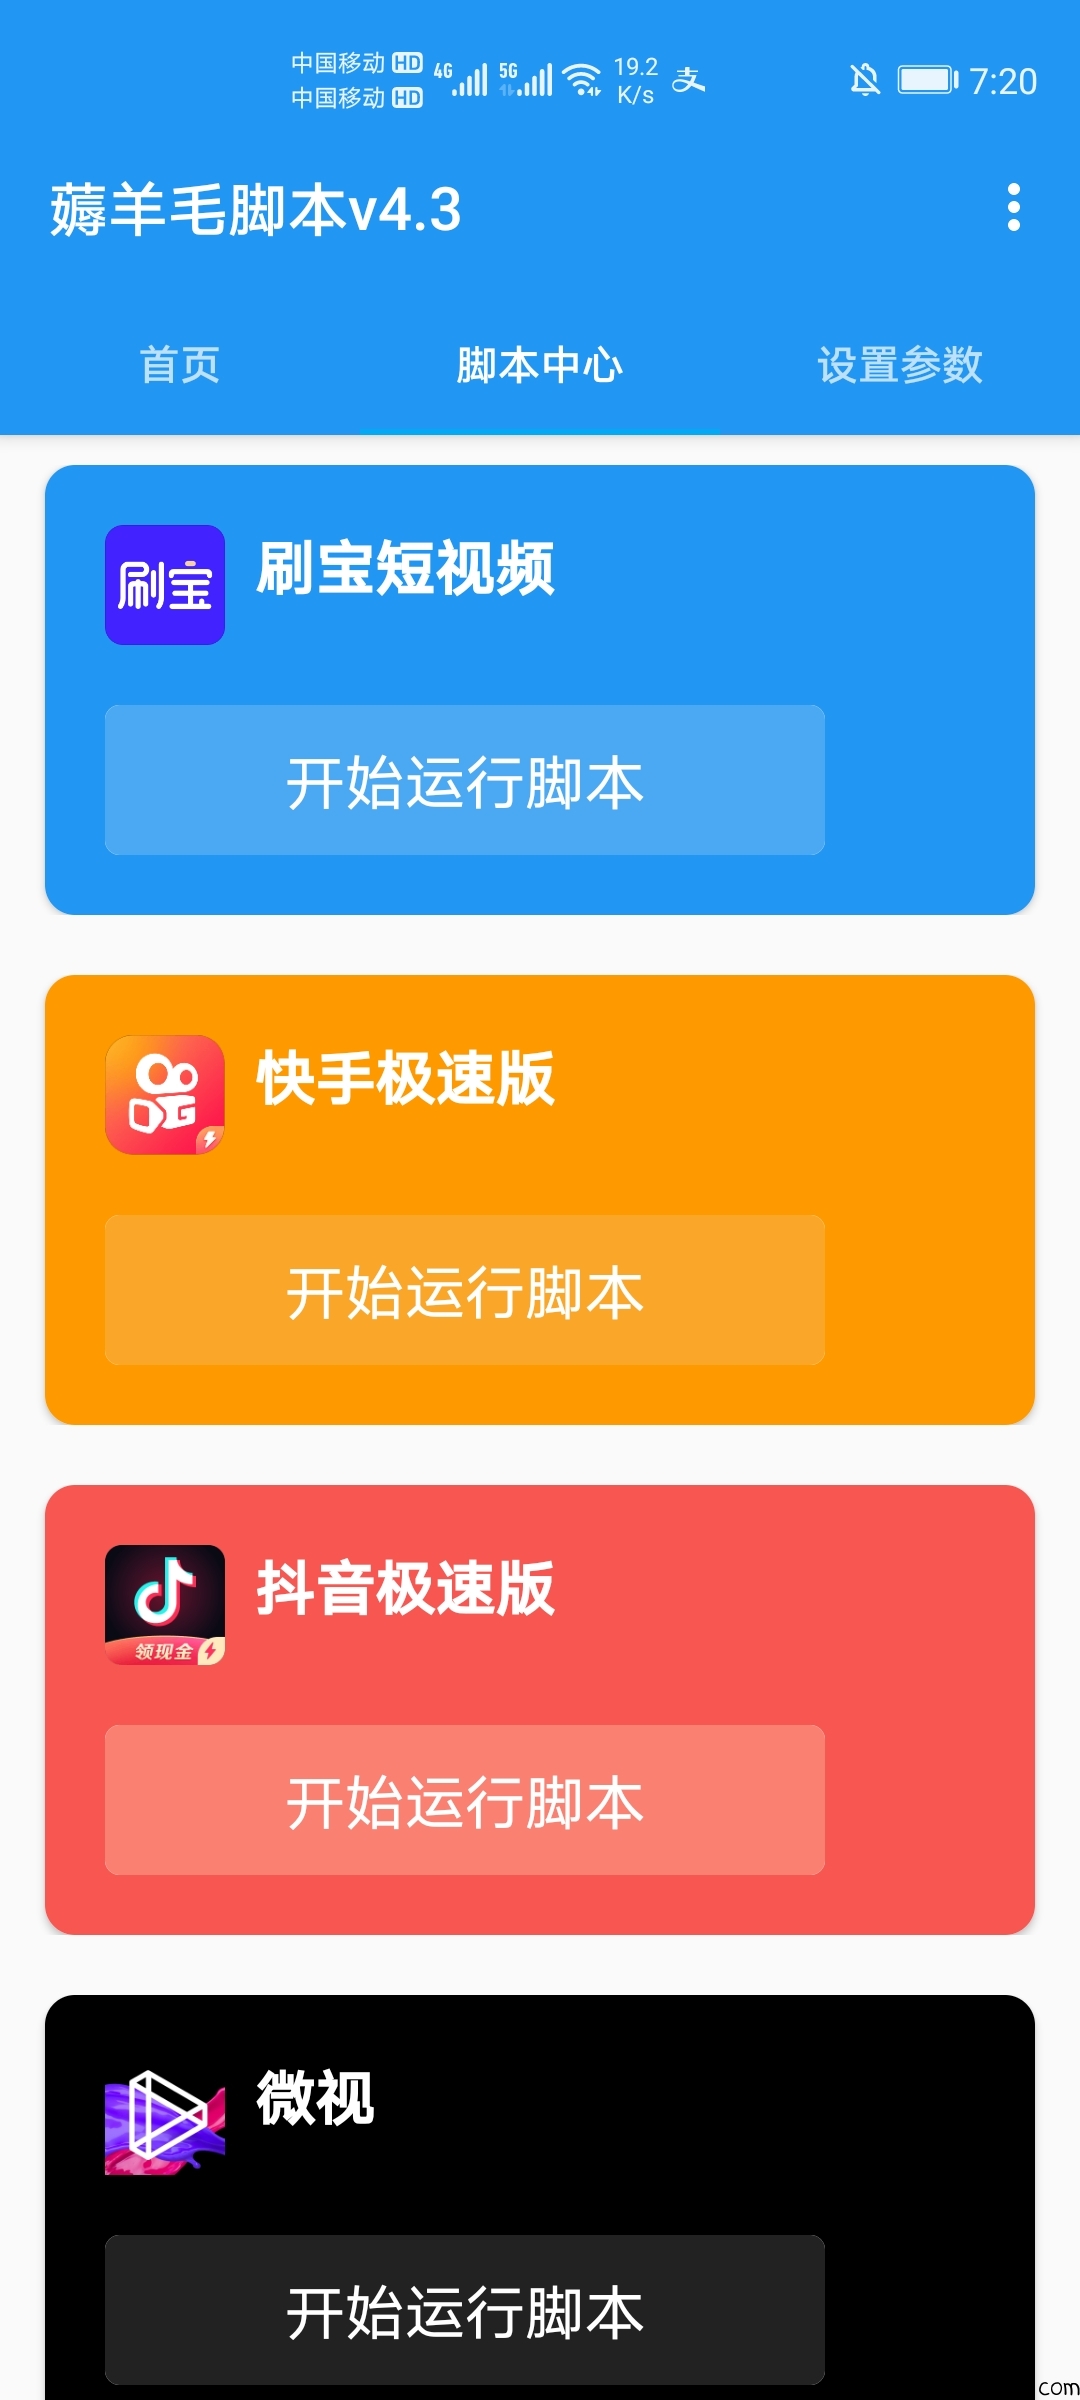 中国移动 HD
中国移动 HD
4G 5G 19.2 K/s 支 7:20
薅羊毛脚本v4.3
首页 脚本中心 设置参数
刷宝 刷宝短视频
开始运行脚本
快手极速版
开始运行脚本
抖音极速版
领现金
开始运行脚本
微视
开始运行脚本
com